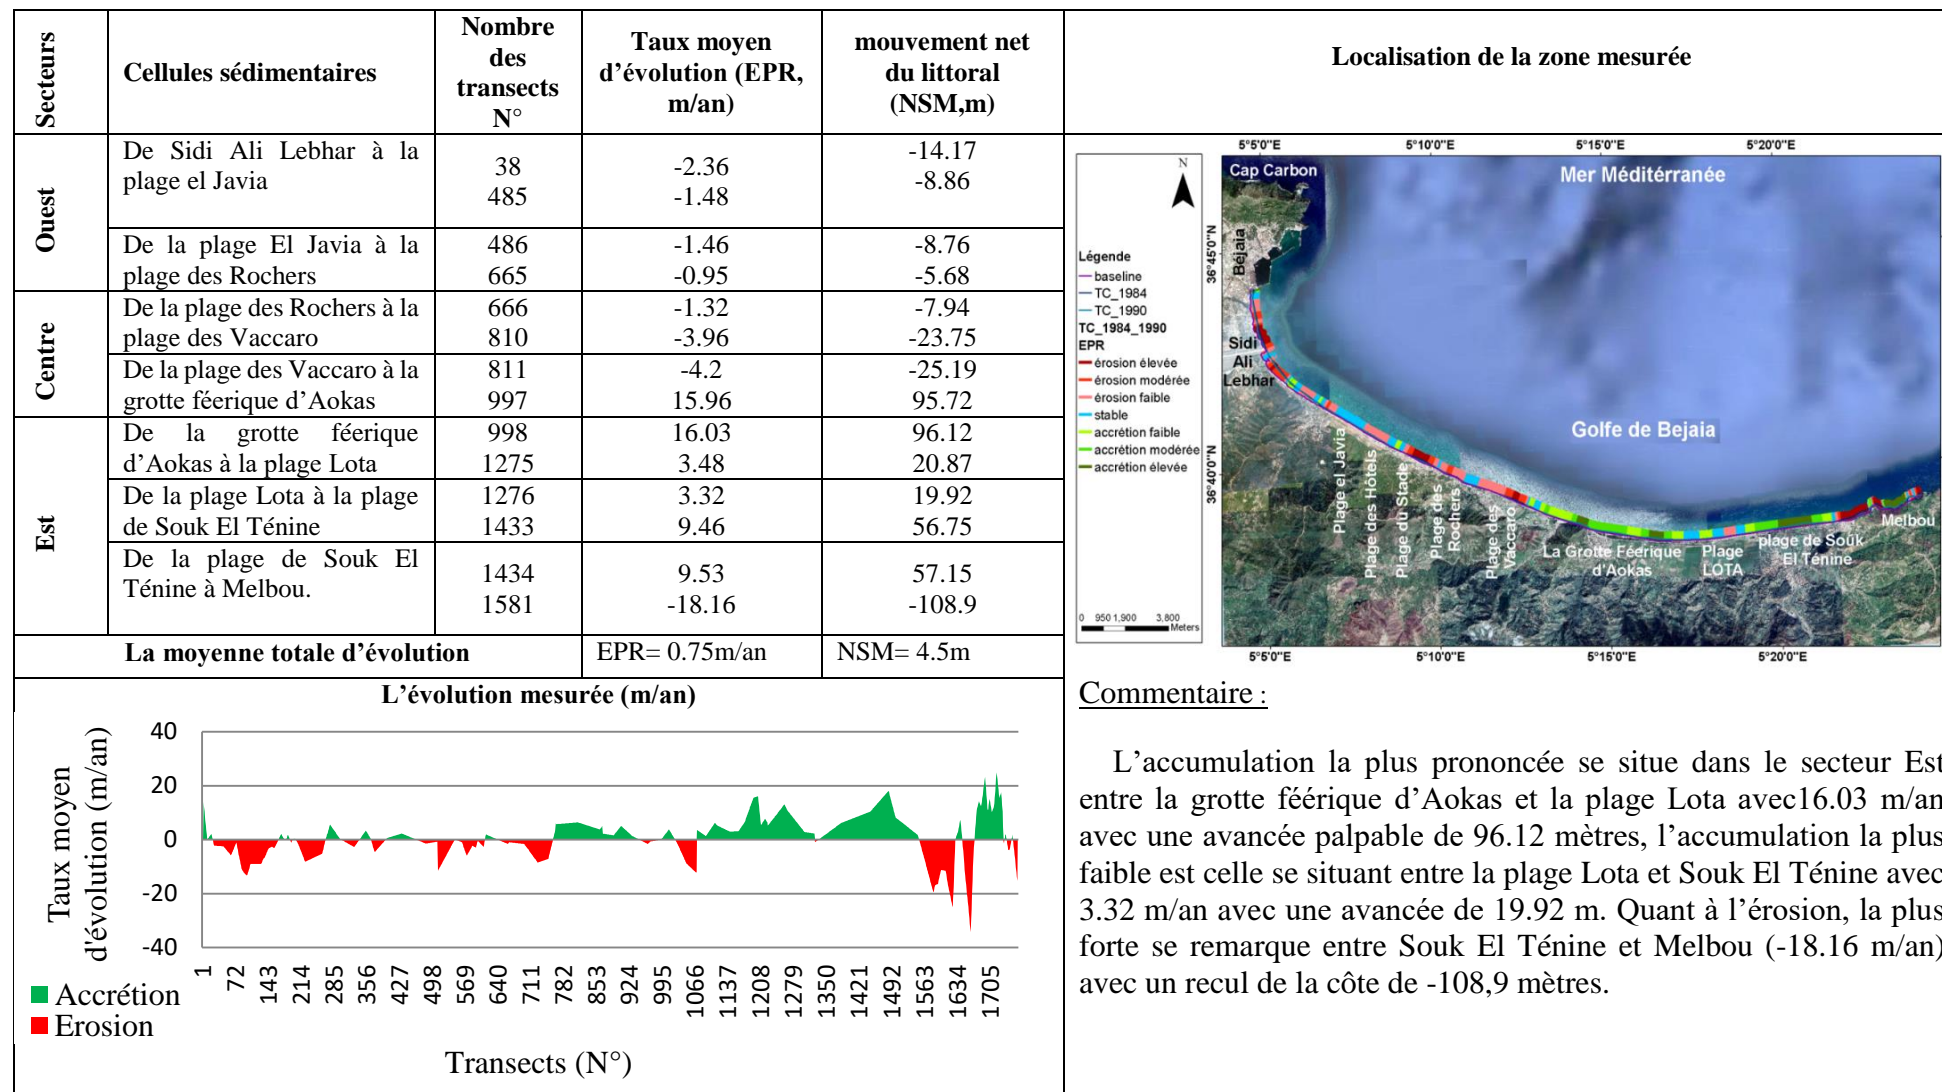 Secteurs
Cellules sédimentaires
Nombre
des
transects
N°
Taux moyen
d’évolution (EPR,
m/an)
mouvement net
du littoral
(NSM,m)
Localisation de la zone mesurée
Ouest
De Sidi Ali Lebhar à la
plage el Javia
38
485
-2.36
-1.48
-14.17
-8.86
De la plage El Javia à la
plage des Rochers
486
665
-1.46
-0.95
-8.76
-5.68
Centre
De la plage des Rochers à la
plage des Vaccaro
666
810
-1.32
-3.96
-7.94
-23.75
De la plage des Vaccaro à la
grotte féerique d’Aokas
811
997
-4.2
15.96
-25.19
95.72
Est
De la grotte féerique
d’Aokas à la plage Lota
998
1275
16.03
3.48
96.12
20.87
De la plage Lota à la plage
de Souk El Ténine
1276
1433
3.32
9.46
19.92
56.75
De la plage de Souk El
Ténine à Melbou.
1434
1581
9.53
-18.16
57.15
-108.9
La moyenne totale d’évolution
EPR= 0.75m/an
NSM= 4.5m
5°5'0"E
5°10'0"E
5°15'0"E
5°20'0"E
N
Légende
baseline
TC_1984
TC_1990
TC_1984_1990
EPR
érosion élevée
érosion modérée
érosion faible
stable
accrétion faible
accrétion modérée
accrétion élevée
0 950 1,900 3,800
Meters
36°45'0"N
36°40'0"N
Cap Carbon
Mer Méditérranée
Béjaia
Sidi
Ali
Lebhar
Golfe de Bejaia
Plage el Javia
Plage des Hôtels
Plage du Stade
Plage des
Rochers
Plage des
Vaccaro
La Grotte Féerique
d'Aokas
Plage
LOTA
plage de Souk
El Ténine
Melbou
5°5'0"E
5°10'0"E
5°15'0"E
5°20'0"E
L’évolution mesurée (m/an)
Taux moyen
d'évolution (m/an)
40
20
0
-20
-40
1 72 143 214 285 356 427 498 569 640 711 782 853 924 995 1066 1137 1208 1279 1350 1421 1492 1563 1634 1705
Accrétion
Erosion
Transects (N°)
Commentaire :
L’accumulation la plus prononcée se situe dans le secteur Est
entre la grotte féérique d’Aokas et la plage Lota avec16.03 m/an
avec une avancée palpable de 96.12 mètres, l’accumulation la plus
faible est celle se situant entre la plage Lota et Souk El Ténine avec
3.32 m/an avec une avancée de 19.92 m. Quant à l’érosion, la plus
forte se remarque entre Souk El Ténine et Melbou (-18.16 m/an)
avec un recul de la côte de -108,9 mètres.